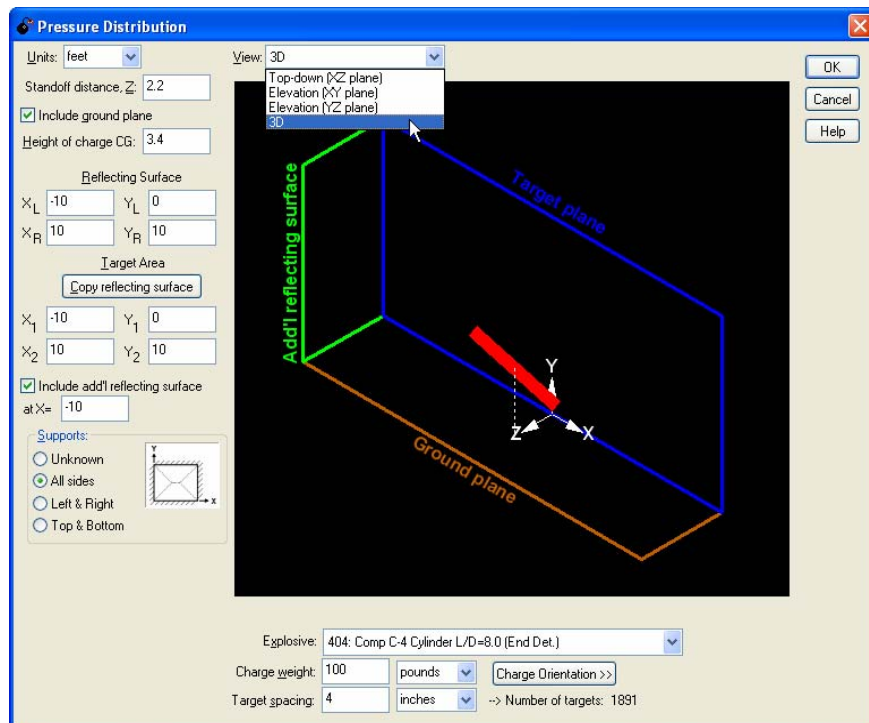 Pressure Distribution
Units: feet
View: 3D
Top-down (XZ plane)
Elevation (XY plane)
Elevation (YZ plane)
3D
OK
Cancel
Help
Standoff distance, Z: 2.2
Include ground plane
Height of charge CG: 3.4
Reflecting Surface
XL -10 YL 0
XR 10 YR 10
Target Area
Copy reflecting surface
X1 -10 Y1 0
X2 10 Y2 10
Include add'l reflecting surface
at X= -10
Supports:
Unknown
All sides
Left & Right
Top & Bottom
Y
x
Add'l reflecting surface
Target plane
Ground plane
Y
Z
X
Explosive: 404: Comp C-4 Cylinder L/D=8.0 (End Det.)
Charge weight: 100 pounds Charge Orientation >>
Target spacing: 4 inches --> Number of targets: 1891